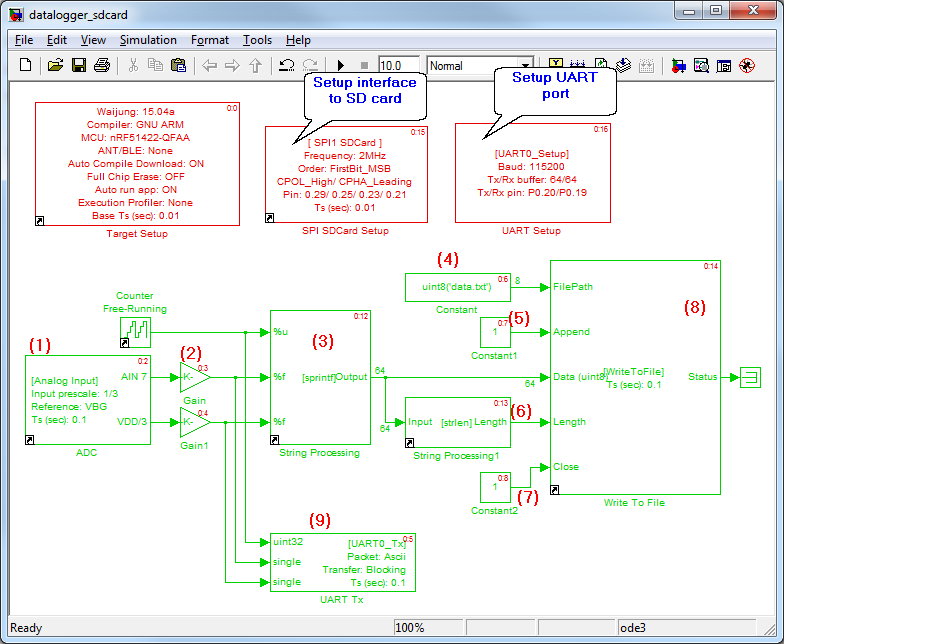 datalogger_sdcard
File Edit View Simulation Format Tools Help
10.0 Normal
Setup interface
to SD card
Setup UART
port
0:0
Waijung: 15.04a
Compiler: GNU ARM
MCU: nRF51422-QFAA
ANT/BLE: None
Auto Compile Download: ON
Full Chip Erase: OFF
Auto run app: ON
Execution Profiler: None
Base Ts (sec): 0.01
Target Setup
0:15
[ SPI1 SDCard ]
Frequency: 2MHz
Order: FirstBit_MSB
CPOL_High/ CPHA_Leading
Pin: 0.29/ 0.25/ 0.23/ 0.21
Ts (sec): 0.01
SPI SDCard Setup
0:16
[UART0_Setup]
Baud: 115200
Tx/Rx buffer: 64/64
Tx/Rx pin: P0.20/P0.19
UART Setup
Counter
Free-Running
(1)
0:2
[Analog Input]
Input prescale: 1/3
Reference: VBG
Ts (sec): 0.1
AIN 7
VDD/3
ADC
(2)
0:3
-K-
Gain
0:4
-K-
Gain1
0:12
(3)
%u
%f
%f
[sprintf]
Output
String Processing
64
64
64
(4)
0:6
uint8('data.txt')
8
Constant
(5)
0:7
1
Constant1
0:13
(6)
Input [strlen] Length
String Processing1
0:8
1
(7)
Constant2
0:14
(8)
FilePath
Append
Data (uint8)
[WriteToFile]
Ts (sec): 0.1
Status
Length
Close
Write To File
(9)
0:5
uint32
single
single
[UART0_Tx]
Packet: Ascii
Transfer: Blocking
Ts (sec): 0.1
UART Tx
Ready 100% ode3